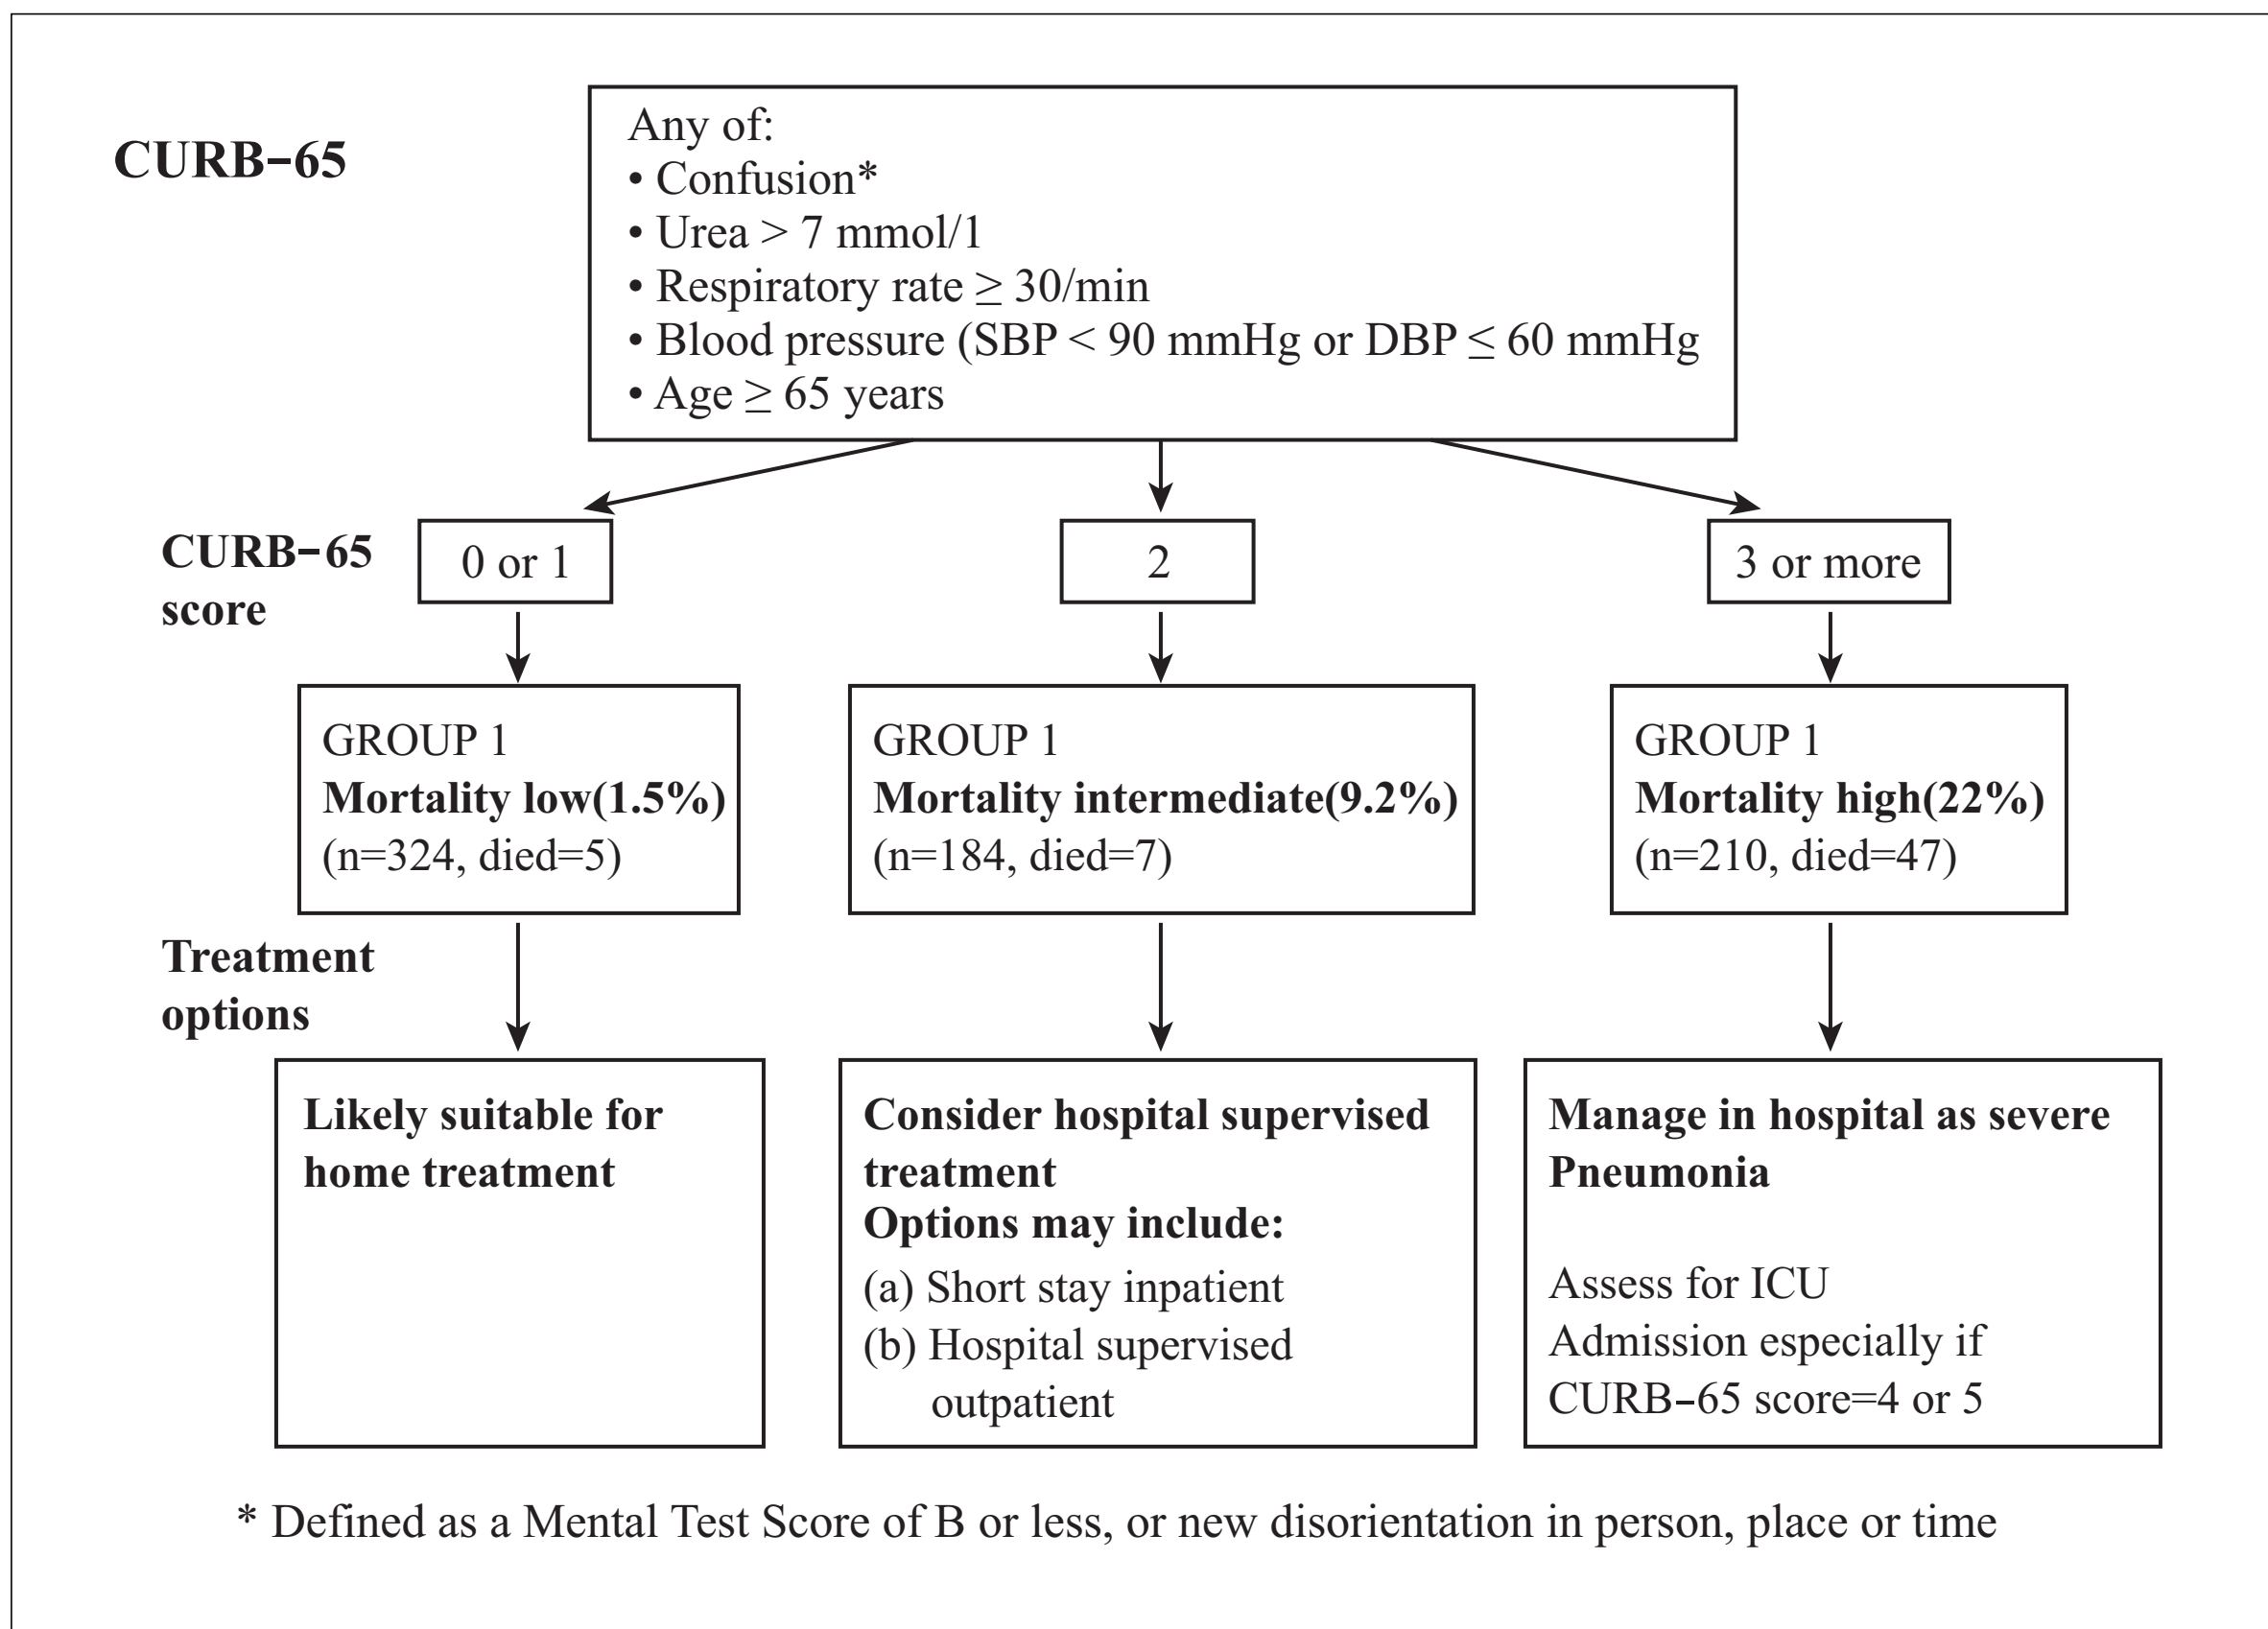 CURB-65
Any of:
• Confusion*
• Urea > 7 mmol/1
• Respiratory rate ≥ 30/min
• Blood pressure (SBP < 90 mmHg or DBP ≤ 60 mmHg
• Age ≥ 65 years
CURB-65
score
0 or 1
2
3 or more
GROUP 1
Mortality low(1.5%)
(n=324, died=5)
GROUP 1
Mortality intermediate(9.2%)
(n=184, died=7)
GROUP 1
Mortality high(22%)
(n=210, died=47)
Treatment
options
Likely suitable for
home treatment
Consider hospital supervised
treatment
Options may include:
(a) Short stay inpatient
(b) Hospital supervised
outpatient
Manage in hospital as severe
Pneumonia
Assess for ICU
Admission especially if
CURB-65 score=4 or 5
* Defined as a Mental Test Score of B or less, or new disorientation in person, place or time